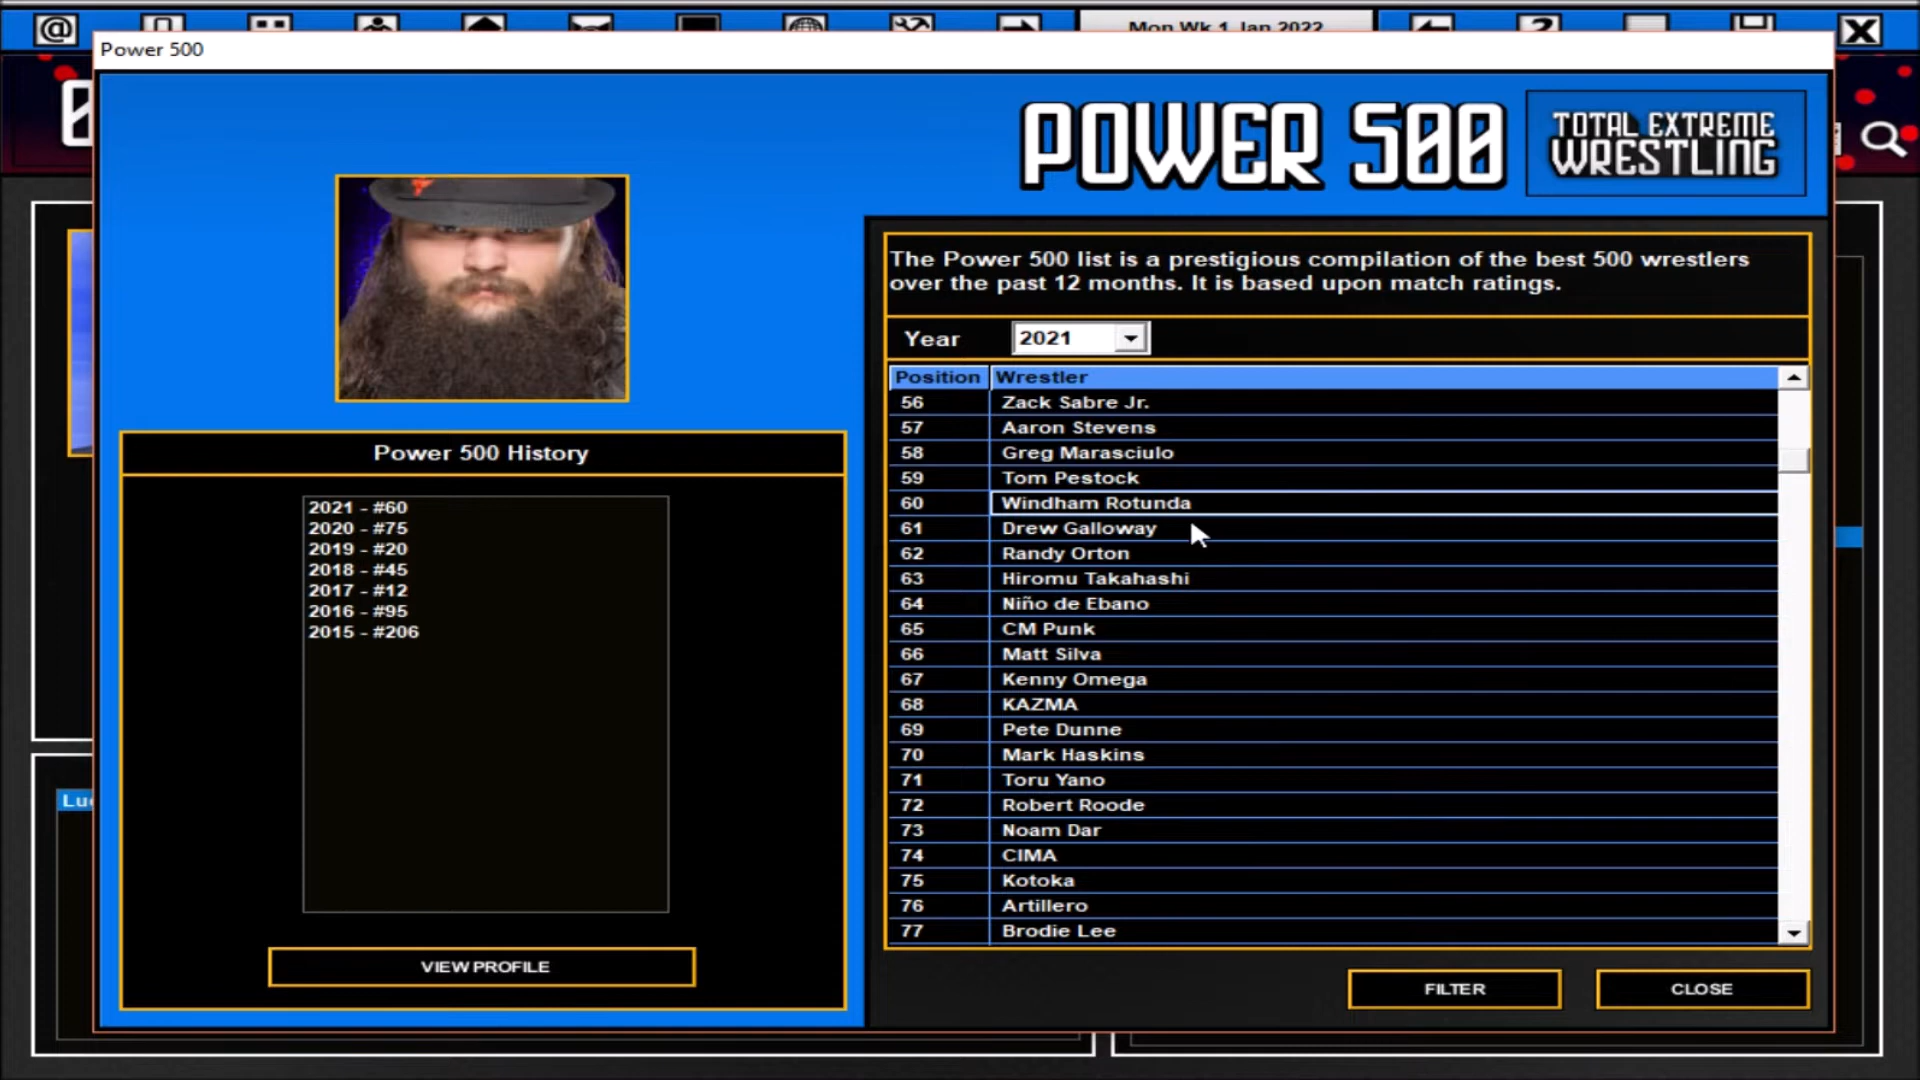 Mon Wk 1 Jan 2022
Power 500
POWER 500
TOTAL EXTREME
WRESTLING
The Power 500 list is a prestigious compilation of the best 500 wrestlers
over the past 12 months. It is based upon match ratings.
Year 2021
Position Wrestler
56 Zack Sabre Jr.
57 Aaron Stevens
58 Greg Marasciulo
59 Tom Pestock
60 Windham Rotunda
61 Drew Galloway
62 Randy Orton
63 Hiromu Takahashi
64 Niño de Ebano
65 CM Punk
66 Matt Silva
67 Kenny Omega
68 KAZMA
69 Pete Dunne
70 Mark Haskins
71 Toru Yano
72 Robert Roode
73 Noam Dar
74 CIMA
75 Kotoka
76 Artillero
77 Brodie Lee
Power 500 History
2021 - #60
2020 - #75
2019 - #20
2018 - #45
2017 - #12
2016 - #95
2015 - #206
VIEW PROFILE
FILTER
CLOSE